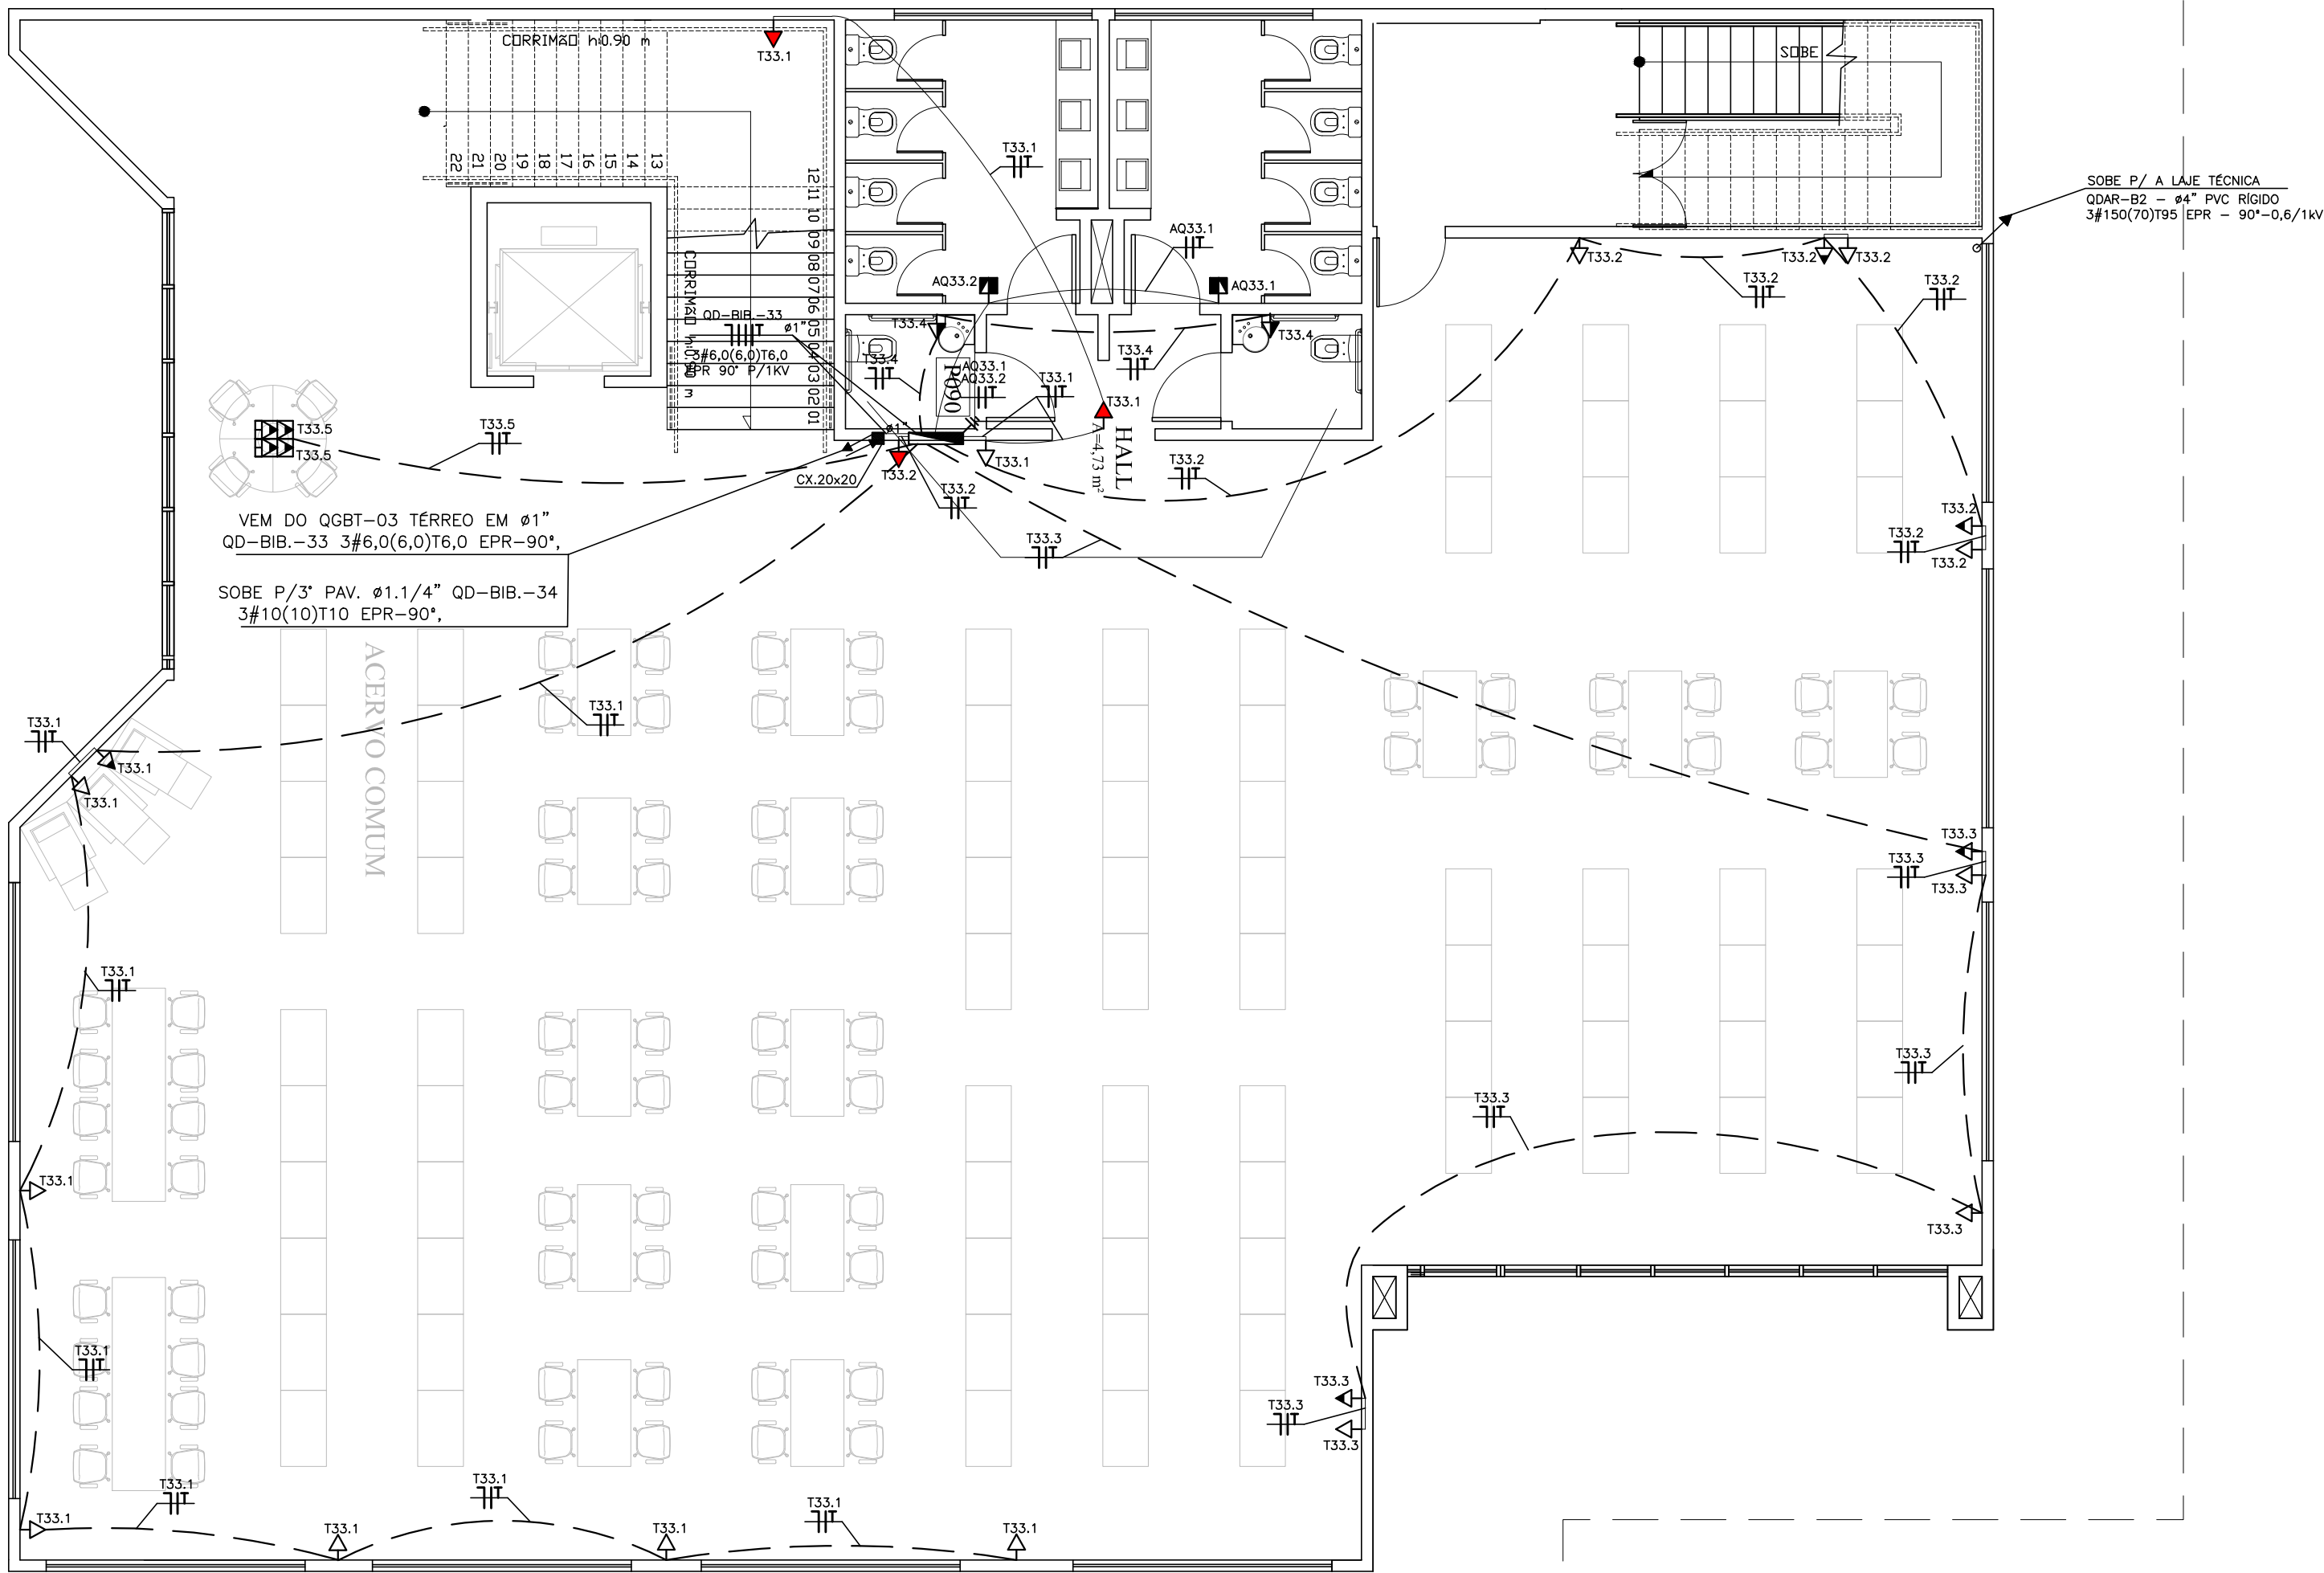 CORRIMãO h:0.90 m
T33.1
SOBE
22
21
20
19
18
17
16
15
14
13
12
11
10
09
08
07
06
05
04
03
02
01
CORRIMãO h:0.90 m
T33.1
SOBE P/ A LAJE TÉCNICA
QDAR-B2 - ø4" PVC RÍGIDO
3#150(70)T95 EPR - 90°-0,6/1kV
AQ33.1
AQ33.2
AQ33.1
T33.2
T33.2
T33.2
T33.2
T33.2
QD-BIB.-33
ø1"
3#6,0(6,0)T6,0
EPR 90° P/1KV
T33.4
T33.4
T33.4
T33.4
P090
AQ33.1
AQ33.2
T33.1
T33.1
HALL
A=4,73 m²
T33.5
T33.5
T33.5
ø1"
CX.20x20
T33.2
T33.1
T33.2
T33.2
T33.3
T33.2
T33.2
T33.2
VEM DO QGBT-03 TÉRREO EM ø1"
QD-BIB.-33 3#6,0(6,0)T6,0 EPR-90°,
SOBE P/3° PAV. ø1.1/4" QD-BIB.-34
3#10(10)T10 EPR-90°,
ACERVO COMUM
T33.1
T33.1
T33.1
T33.1
T33.3
T33.3
T33.3
T33.1
T33.3
T33.3
T33.1
T33.3
T33.1
T33.3
T33.3
T33.3
T33.1
T33.1
T33.1
T33.1
T33.1
T33.1
T33.1